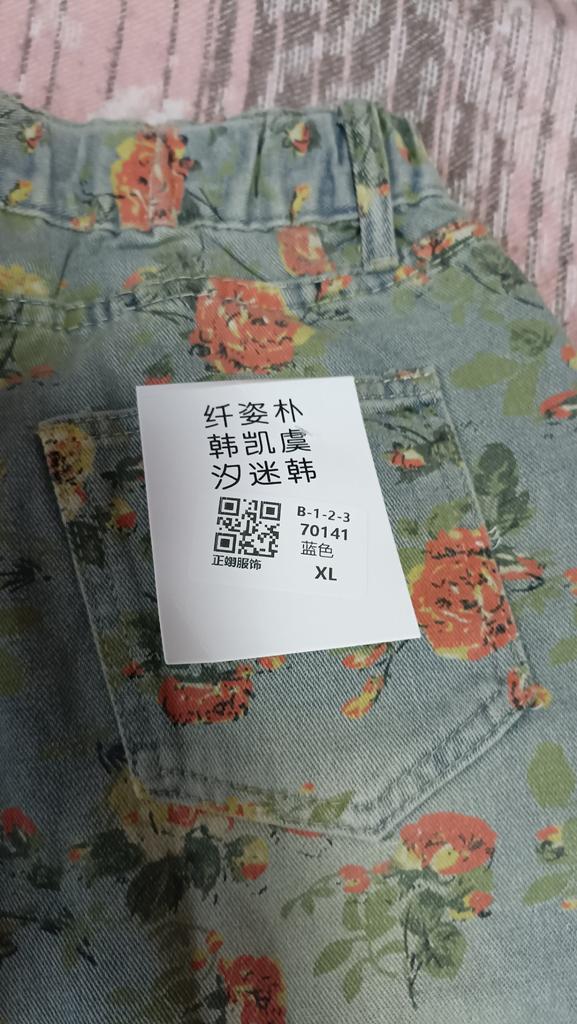 纤姿朴
韩凯虞
汐迷韩
B-1-2-3
70141
蓝色
XL
正翊服饰